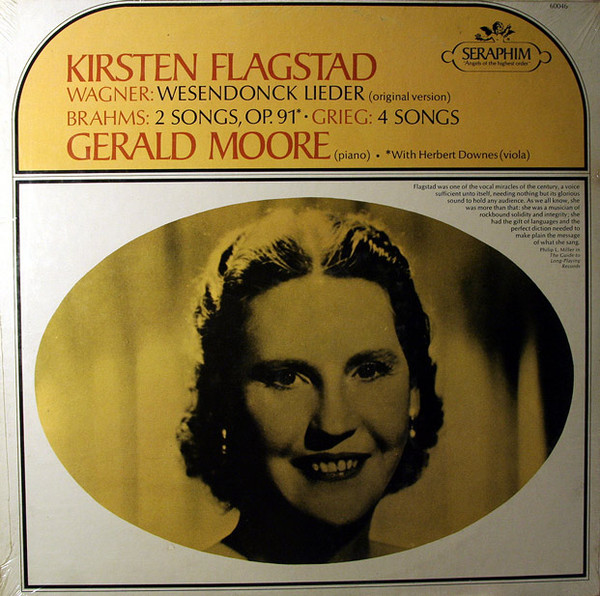 60046
SERAPHIM
"Angels of the highest order"
KIRSTEN FLAGSTAD
WAGNER: WESENDONCK LIEDER (original version)
BRAHMS: 2 SONGS, OP. 91* · GRIEG: 4 SONGS
GERALD MOORE (piano) • *With Herbert Downes (viola)
Flagstad was one of the vocal miracles of the century, a voice
sufficient unto itself, needing nothing but its glorious
sound to hold any audience. As we all know, she
was more than that: she was a musician of
rockbound solidity and integrity; she
had the gift of languages and the
perfect diction needed to
make plain the message
of what she sang.
Philip L. Miller in
The Guide to
Long-Playing
Records